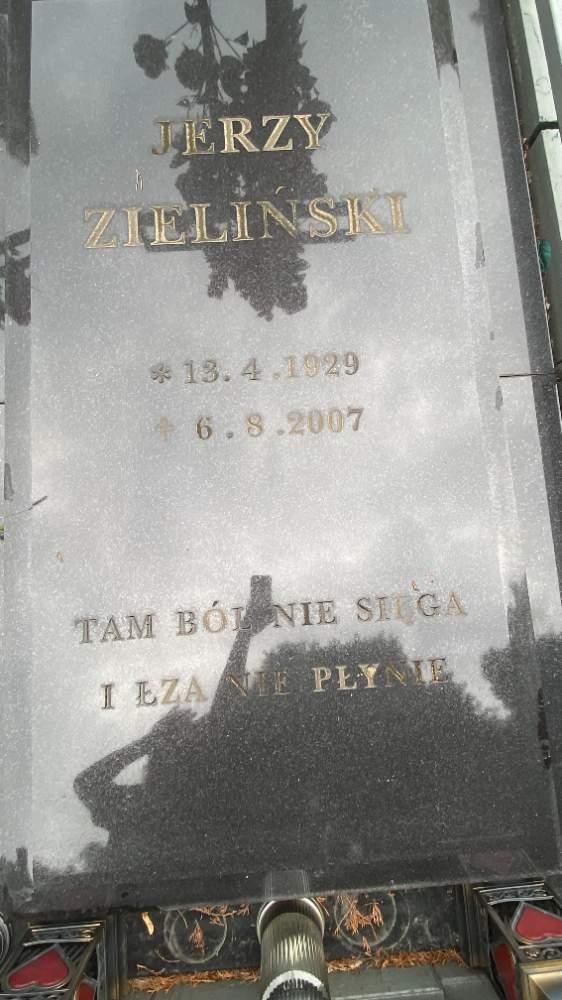 JERZY
ZIELIŃSKI
* 13.4.1929
✝ 6.8.2007
TAM BÓL NIE SIĘGA
I ŁZA NIE PŁYNIE